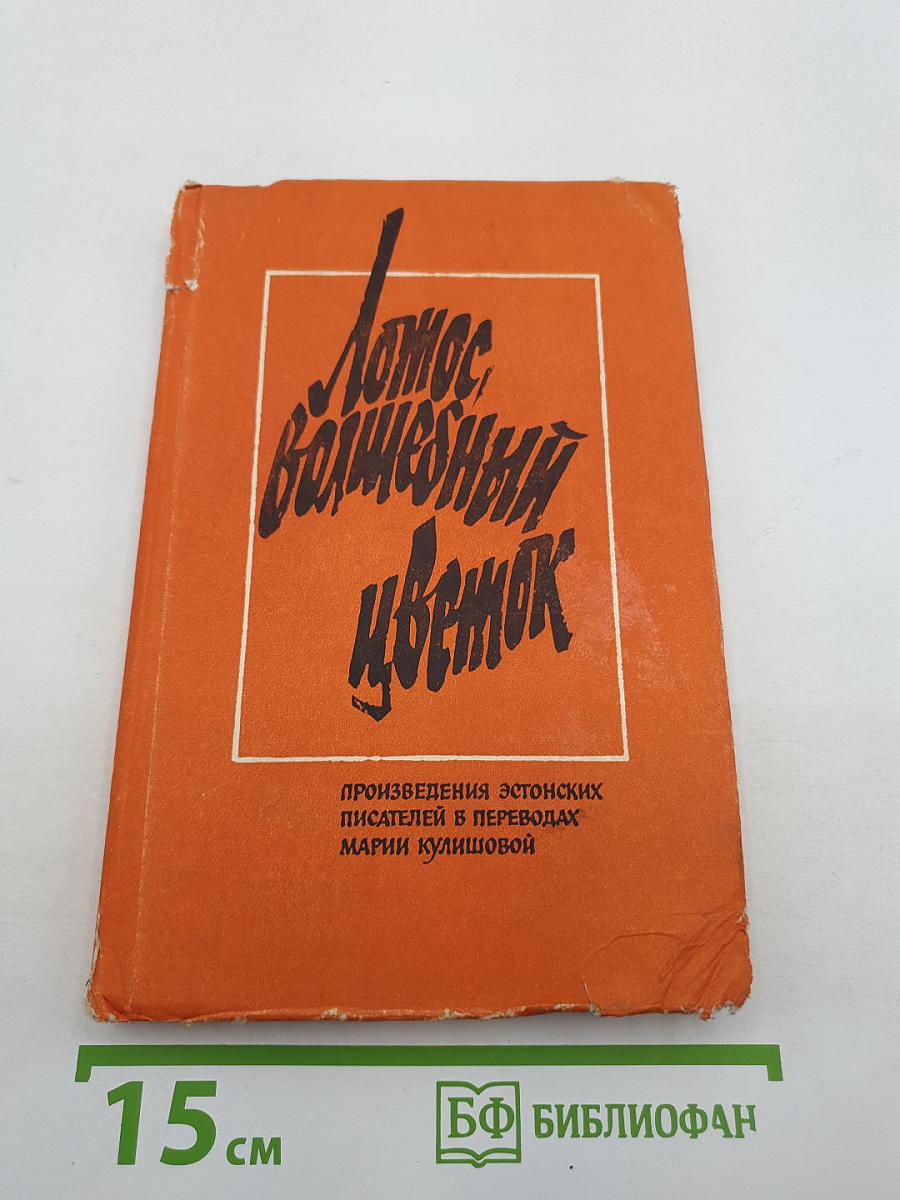 Лотос,
волшебный
цветок
ПРОИЗВЕДЕНИЯ ЭСТОНСКИХ
ПИСАТЕЛЕЙ В ПЕРЕВОДАХ
МАРИИ КУЛИШОВОЙ
15 см
БФ БИБЛИОФАН